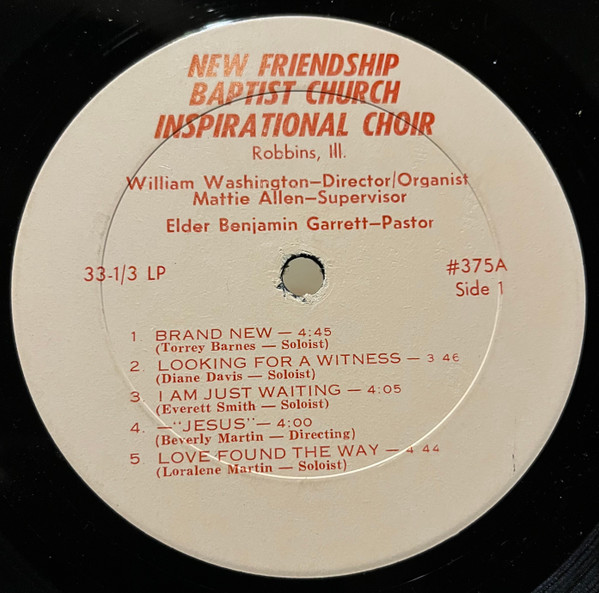 NEW FRIENDSHIP
BAPTIST CHURCH
INSPIRATIONAL CHOIR
Robbins, Ill.
William Washington—Director/Organist
Mattie Allen—Supervisor
Elder Benjamin Garrett—Pastor
33-1/3 LP
#375A
Side 1
1 BRAND NEW — 4:45
(Torrey Barnes — Soloist)
2. LOOKING FOR A WITNESS — 3 46
(Diane Davis — Soloist)
3. I AM JUST WAITING — 4:05
(Everett Smith — Soloist)
4. —"JESUS"— 4:00
(Beverly Martin — Directing)
5. LOVE FOUND THE WAY — 4 44
(Loralene Martin — Soloist)